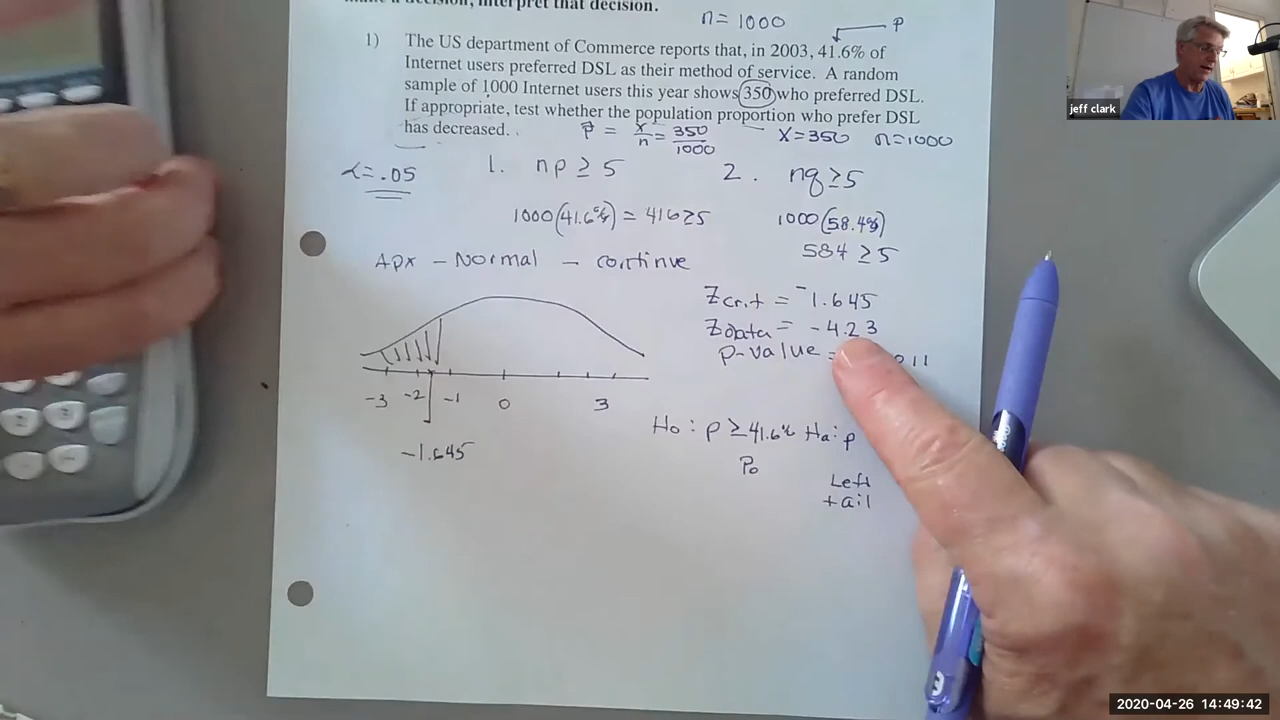 make a decision, interpret that decision.
n = 1000
p
1) The US department of Commerce reports that, in 2003, 41.6% of
Internet users preferred DSL as their method of service. A random
sample of 1000 Internet users this year shows 350 who preferred DSL.
If appropriate, test whether the population proportion who prefer DSL
has decreased.
p̂ = x/n = 350/1000
X=350 n=1000
α=.05
1. np ≥ 5
2. nq ≥5
1000(41.6%) = 416≥5
1000(58.4%)
584 ≥5
Apx - Normal - continue
Zcrit = -1.645
Zdata = -4.23
p-value =
-3 -2 -1 0 3
-1.645
Ho: p ≥41.6% Ha: p
Po
Left
tail
jeff clark
2020-04-26 14:49:42